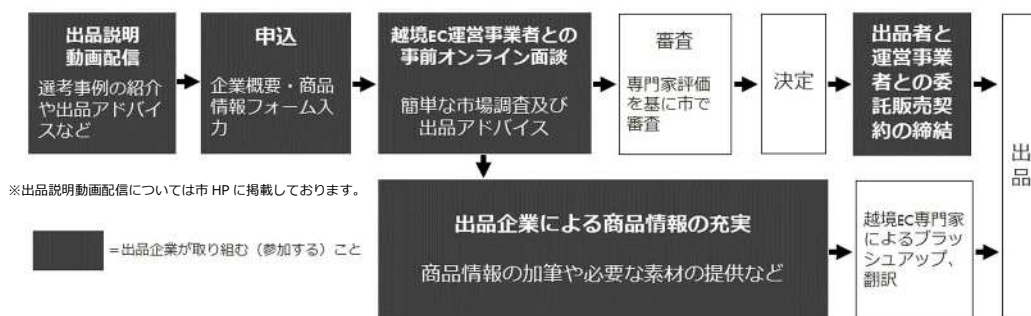 出品説明
動画配信
選考事例の紹介
や出品アドバイ
スなど
申込
企業概要・商品
情報フォーム入
力
越境EC運営事業者との
事前オンライン面談
簡単な市場調査及び
出品アドバイス
審査
専門家評価
を基に市で
審査
決定
出品者と
運営事業
者との委
託販売契
約の締結
出
品
※出品説明動画配信については市 HP に掲載しております。
=出品企業が取り組む(参加する)こと
出品企業による商品情報の充実
商品情報の加筆や必要な素材の提供など
越境EC専門家
によるブラッ
シュアップ、
翻訳